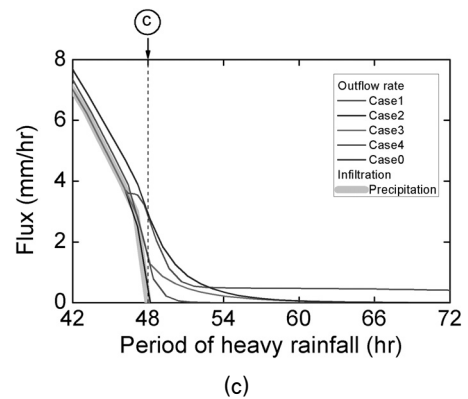 C
8
6
4
2
0
Flux (mm/hr)
Outflow rate
Case1
Case2
Case3
Case4
Case0
Infiltration
Precipitation
42 48 54 60 66 72
Period of heavy rainfall (hr)
(c)